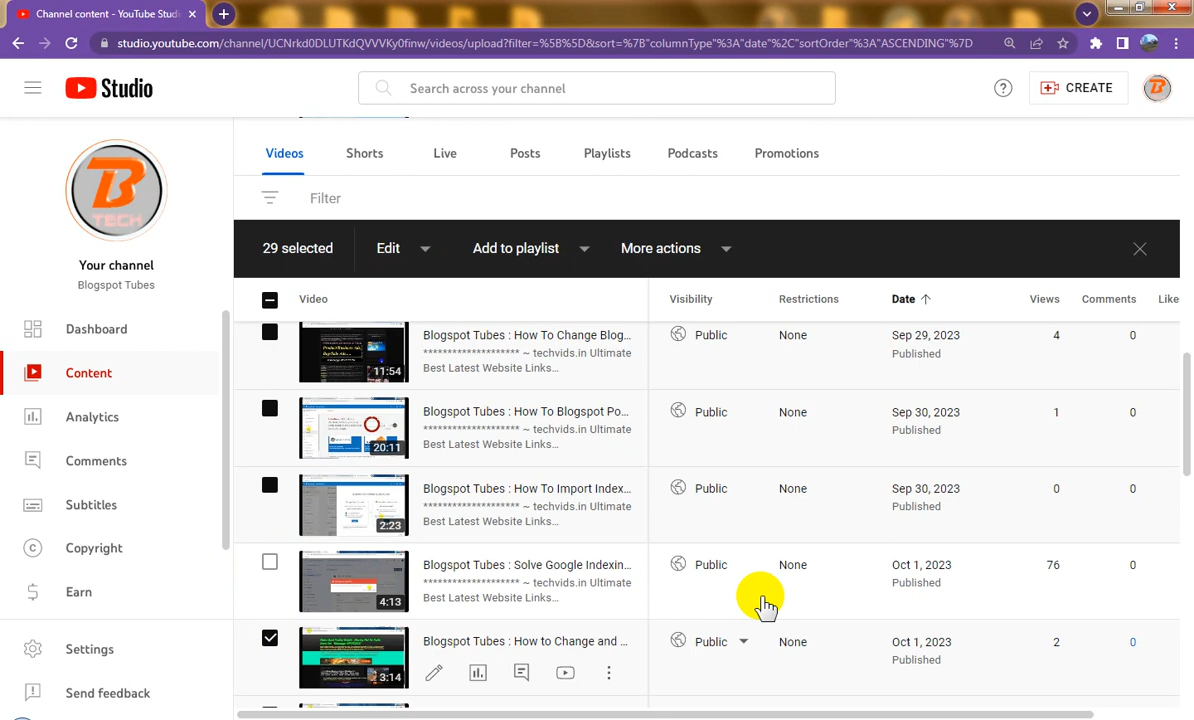 Channel content - YouTube Studi
studio.youtube.com/channel/UCNrkd0DLUTKdQVVVKy0finw/videos/upload?filter=%5B%5D&sort=%7B"columnType"%3A"date"%2C"sortOrder"%3A"ASCENDING"%7D
Studio
Search across your channel
CREATE
B
TECH
Your channel
Blogspot Tubes
Dashboard
Content
Analytics
Comments
Subtitles
Copyright
Earn
Settings
Send feedback
Videos Shorts Live Posts Playlists Podcasts Promotions
Filter
29 selected Edit Add to playlist More actions
Video Visibility Restrictions Date Views Comments Like
11:54
Blogspot Tubes : How To Change Blog... Public None Sep 29, 2023 4 0
******************** ~ techvids.in Ultimate Published
Best Latest Website Links...
20:11
Blogspot Tubes : How To Blogspot Po... Public None Sep 30, 2023 1 0
******************** ~ techvids.in Ultimate Published
Best Latest Website Links...
2:23
Blogspot Tubes : How To Import Index... Public None Sep 30, 2023 0 0
******************** ~ techvids.in Ultimate Published
Best Latest Website Links...
4:13
Blogspot Tubes : Solve Google Indexin... Public None Oct 1, 2023 76 0
******************** ~ techvids.in Ultimate Published
Best Latest Website Links...
3:14
Blogspot Tubes : How to Change and ... Public None Oct 1, 2023 2 0
Published